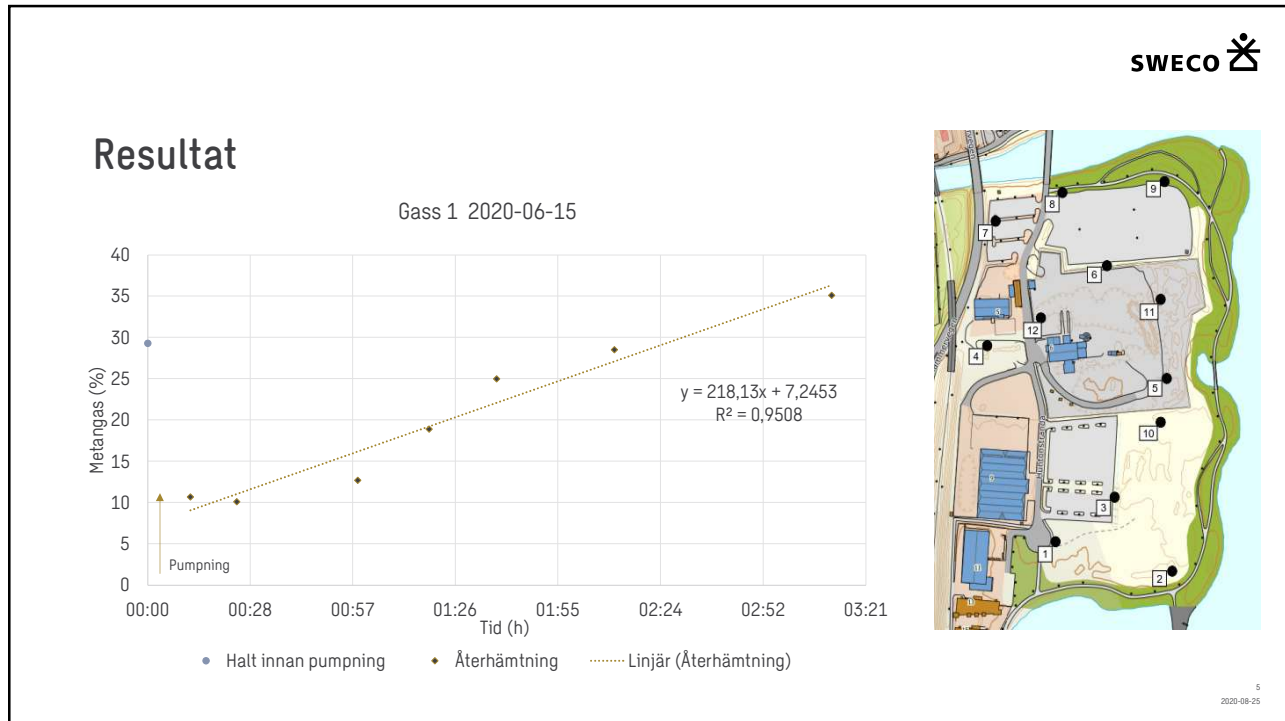 SWECO
Resultat
Gass 1 2020-06-15
40
35
30
25
20
15
10
5
0
Metangas (%)
Pumpning
y = 218,13x + 7,2453
R² = 0,9508
00:00 00:28 00:57 01:26 01:55 02:24 02:52 03:21
Tid (h)
Halt innan pumpning Återhämtning Linjär (Återhämtning)
9
8
7
6
11
12
4
5
10
3
1
2
5
2020-08-25